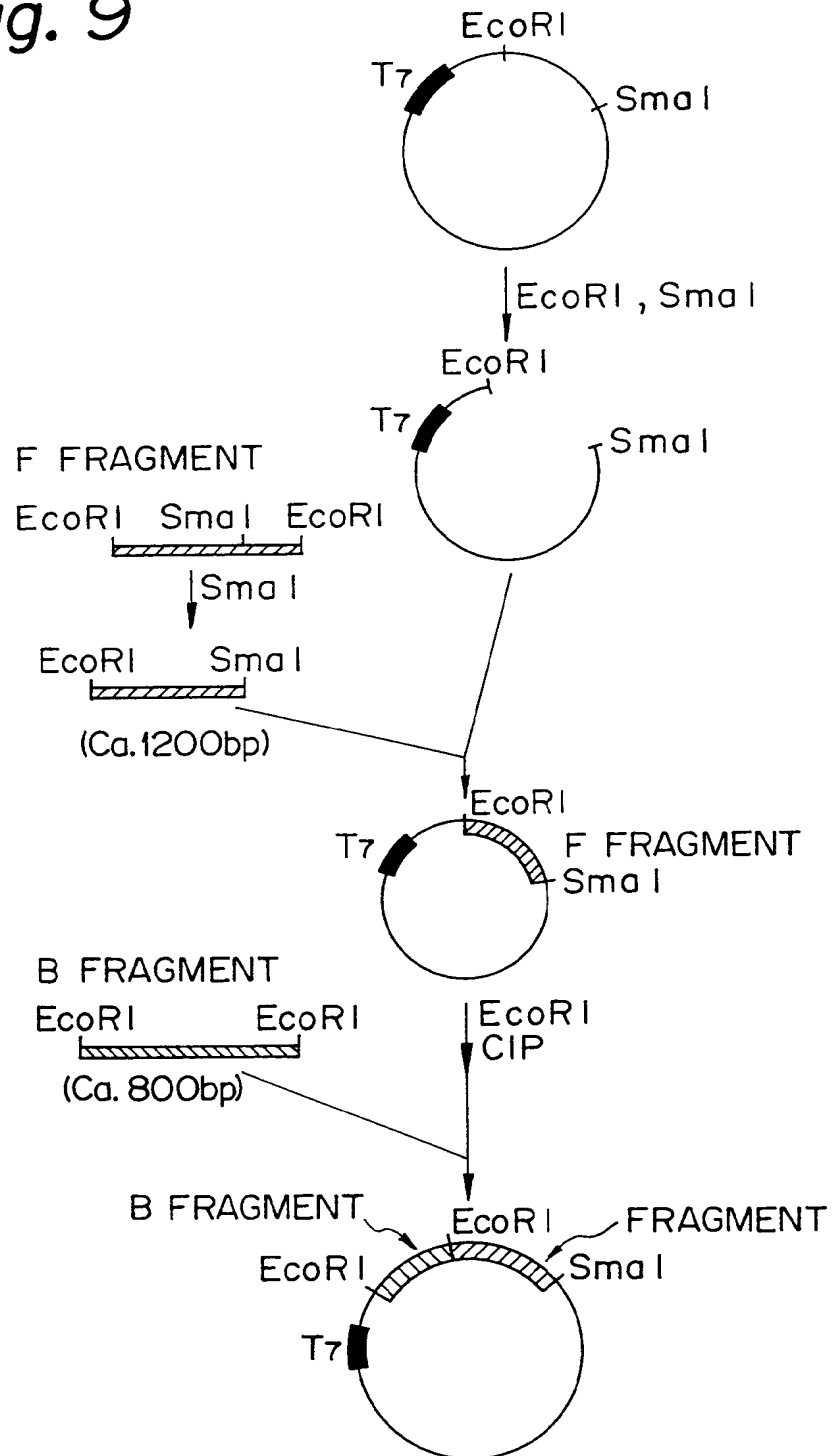 ig. 9
EcoRI
T7
SmaI
EcoRI, SmaI
EcoRI
T7
SmaI
F FRAGMENT
EcoRI SmaI EcoRI
SmaI
EcoRI SmaI
(Ca. 1200bp)
EcoRI
T7
F FRAGMENT
SmaI
B FRAGMENT
EcoRI EcoRI
EcoRI
CIP
(Ca. 800bp)
B FRAGMENT
EcoRI
FRAGMENT
EcoRI
SmaI
T7